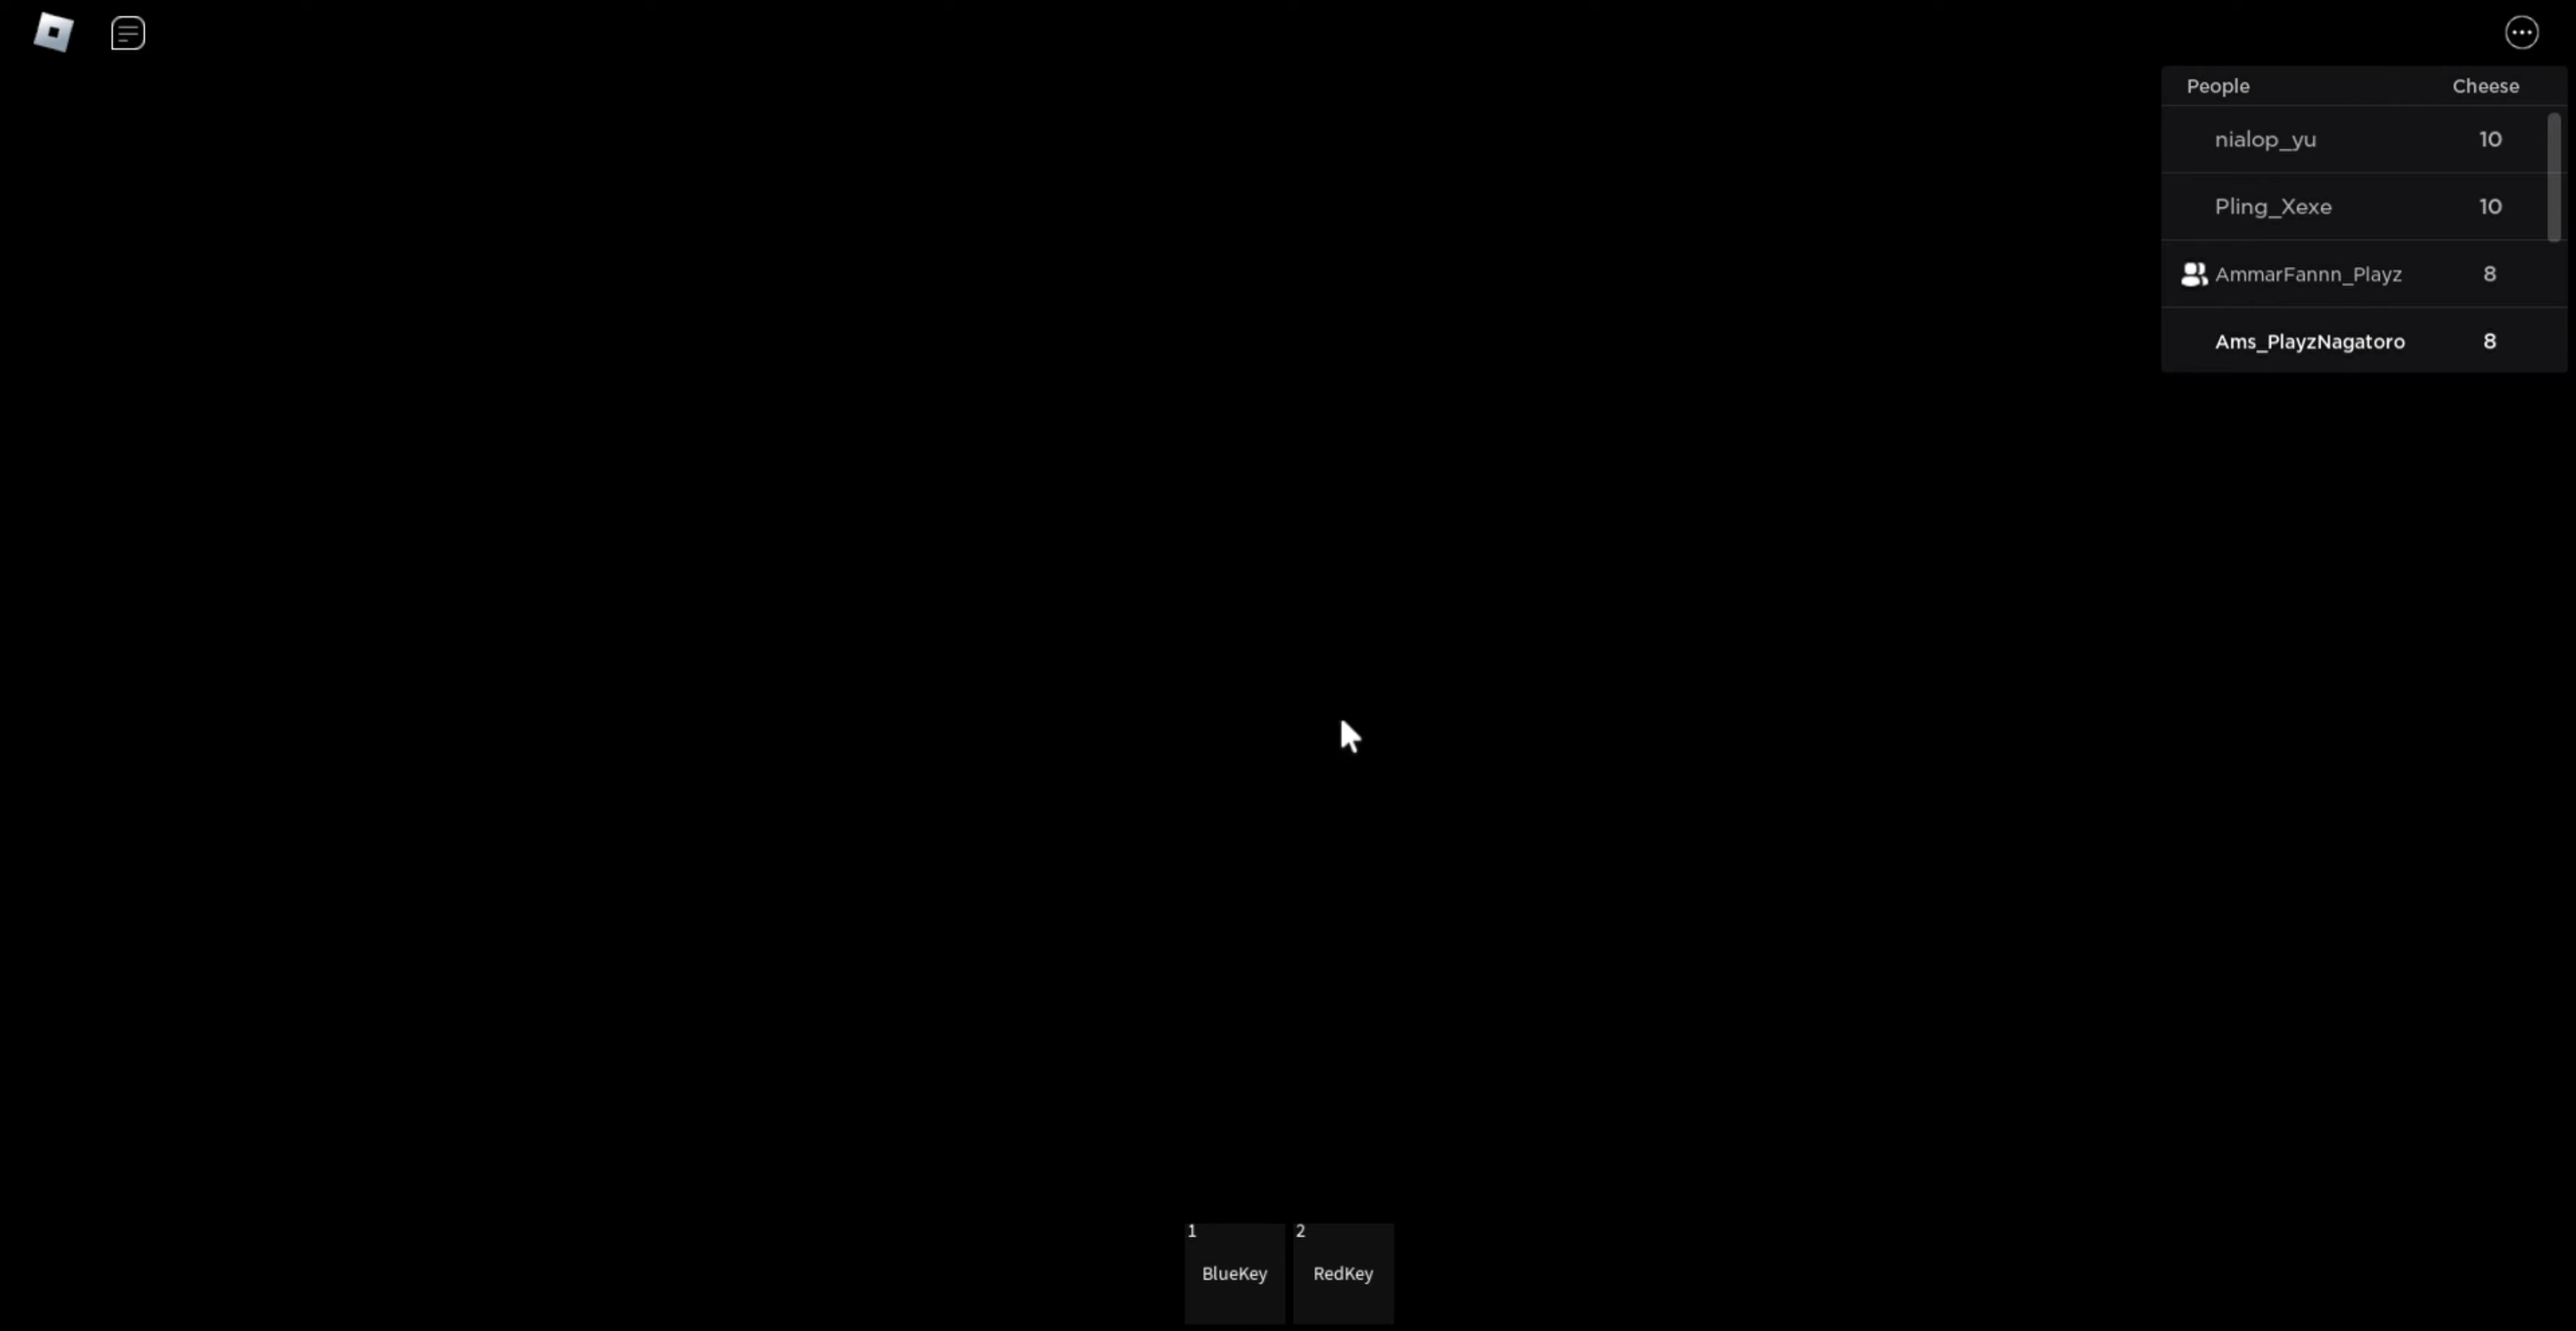 People Cheese
nialop_yu 10
Pling_Xexe 10
AmmarFannn_Playz 8
Ams_PlayzNagatoro 8
1 2
BlueKey RedKey